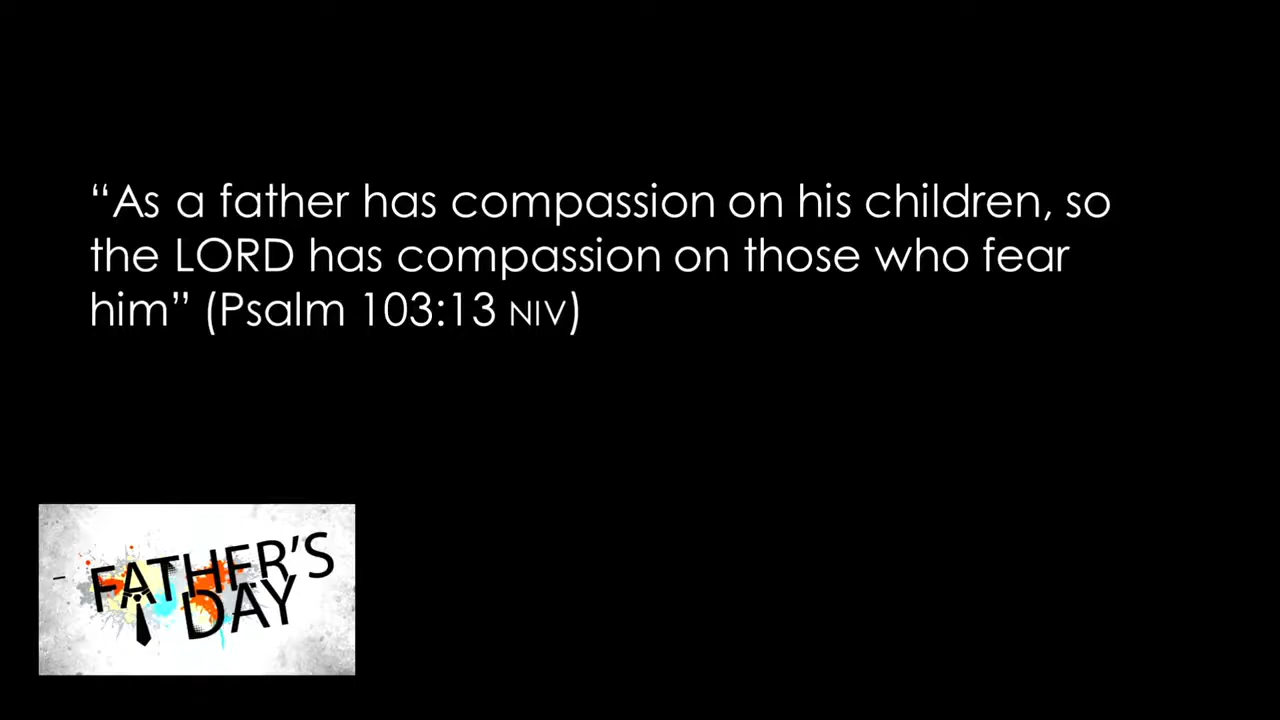 “As a father has compassion on his children, so
the LORD has compassion on those who fear
him” (Psalm 103:13 NIV)
FATHER’S
DAY